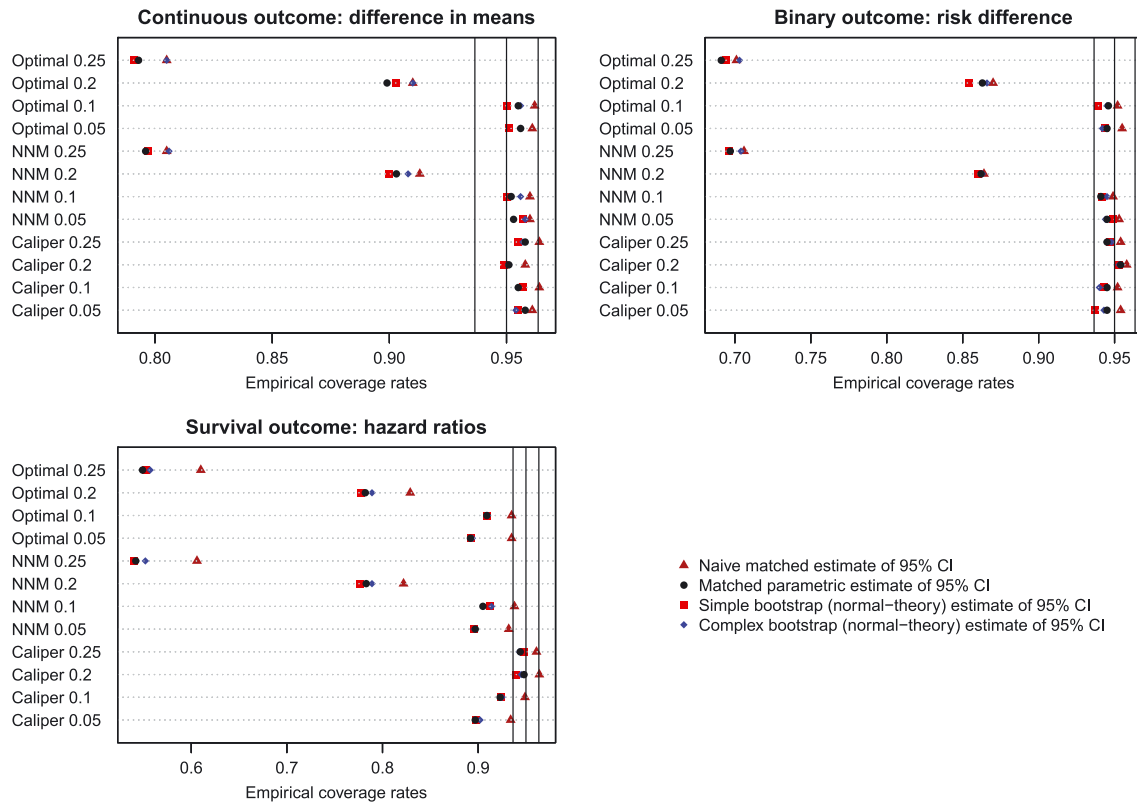 Continuous outcome: difference in means
Optimal 0.25
Optimal 0.2
Optimal 0.1
Optimal 0.05
NNM 0.25
NNM 0.2
NNM 0.1
NNM 0.05
Caliper 0.25
Caliper 0.2
Caliper 0.1
Caliper 0.05
0.80 0.85 0.90 0.95
Empirical coverage rates
Binary outcome: risk difference
Optimal 0.25
Optimal 0.2
Optimal 0.1
Optimal 0.05
NNM 0.25
NNM 0.2
NNM 0.1
NNM 0.05
Caliper 0.25
Caliper 0.2
Caliper 0.1
Caliper 0.05
0.70 0.75 0.80 0.85 0.90 0.95
Empirical coverage rates
Survival outcome: hazard ratios
Optimal 0.25
Optimal 0.2
Optimal 0.1
Optimal 0.05
NNM 0.25
NNM 0.2
NNM 0.1
NNM 0.05
Caliper 0.25
Caliper 0.2
Caliper 0.1
Caliper 0.05
0.6 0.7 0.8 0.9
Empirical coverage rates
Naive matched estimate of 95% CI
Matched parametric estimate of 95% CI
Simple bootstrap (normal−theory) estimate of 95% CI
Complex bootstrap (normal−theory) estimate of 95% CI